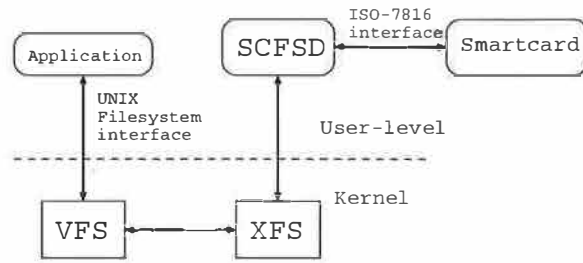 ISO-7816
interface
Application
SCFSD
Smartcard
UNIX
Filesystem
interface
User-level
Kernel
VFS
XFS